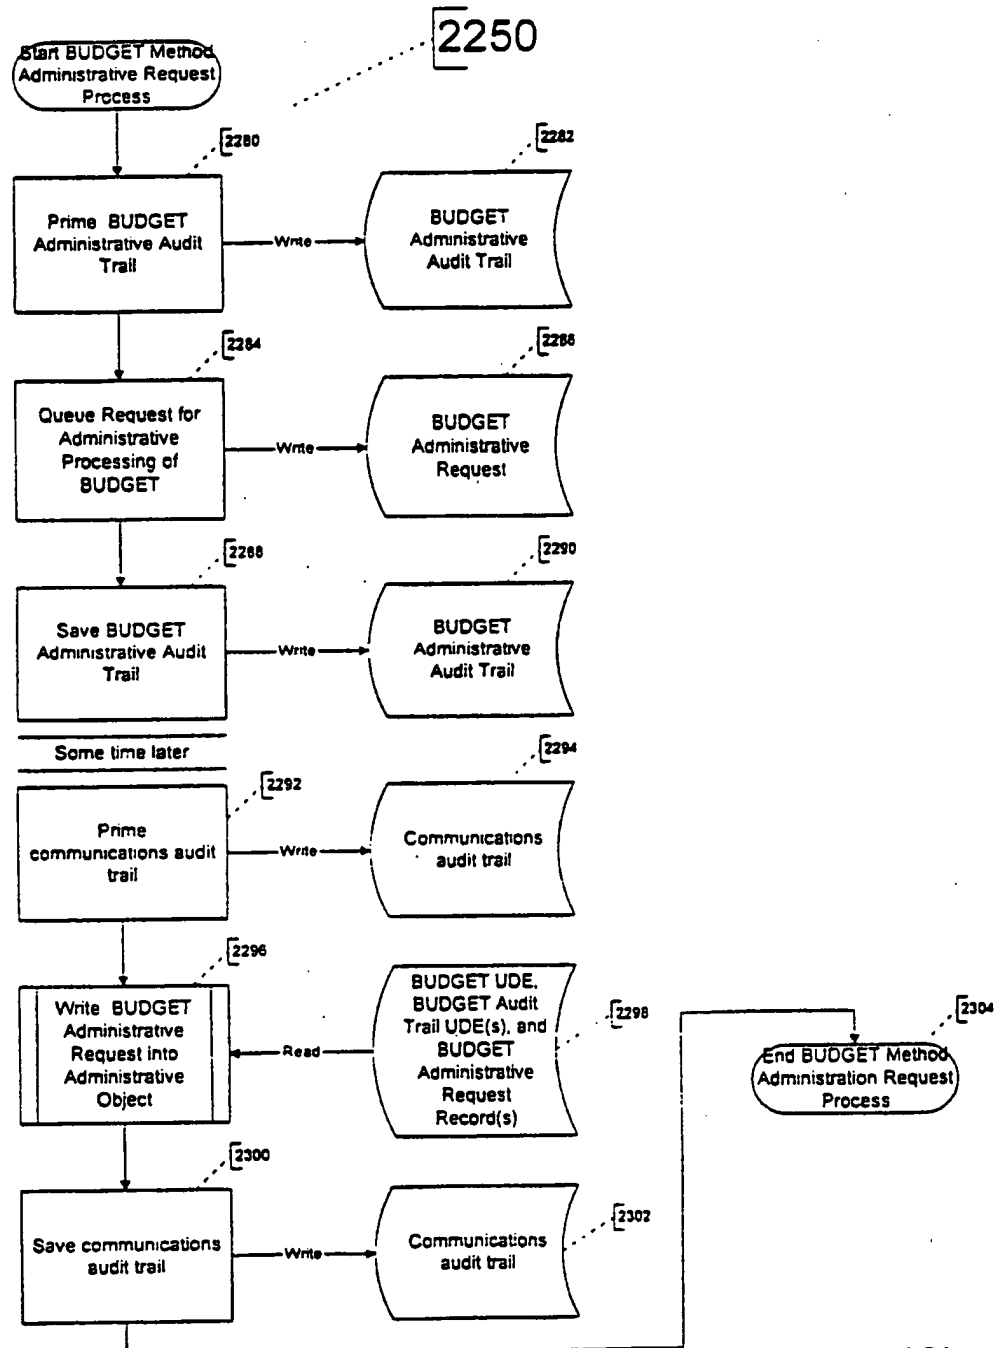 2250
Start BUDGET Method
Administrative Request
Process
2280
2282
Prime BUDGET
Administrative Audit
Trail
Write
BUDGET
Administrative
Audit Trail
2284
2286
Queue Request for
Administrative
Processing of
BUDGET
Write
BUDGET
Administrative
Request
2288
2290
Save BUDGET
Administrative Audit
Trail
Write
BUDGET
Administrative
Audit Trail
Some time later
2292
2294
Prime
communications audit
trail
Write
Communications
audit trail
2296
Write BUDGET
Administrative
Request into
Administrative
Object
Read
BUDGET UDE,
BUDGET Audit
Trail UDE(s), and
BUDGET
Administrative
Request
Record(s)
2298
2304
End BUDGET Method
Administration Request
Process
2300
Save communications
audit trail
Write
Communications
audit trail
2302